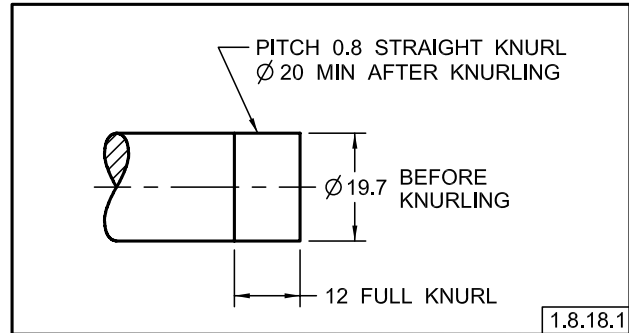 PITCH 0.8 STRAIGHT KNURL
∅ 20 MIN AFTER KNURLING
∅ 19.7 BEFORE
KNURLING
12 FULL KNURL
1.8.18.1